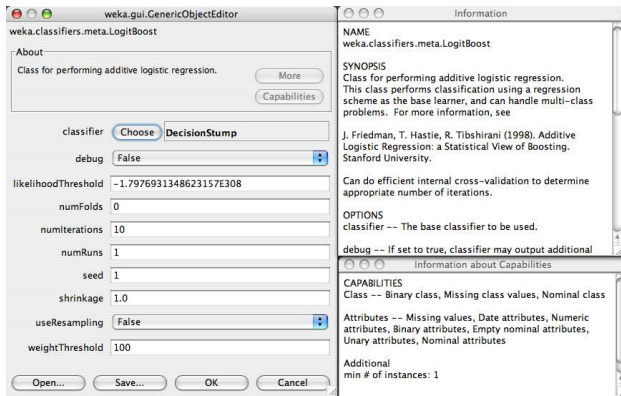 weka.gui.GenericObjectEditor
weka.classifiers.meta.LogitBoost
About
Class for performing additive logistic regression.
More
Capabilities
classifier Choose DecisionStump
debug False
likelihoodThreshold -1.7976931348623157E308
numFolds 0
numIterations 10
numRuns 1
seed 1
shrinkage 1.0
useResampling False
weightThreshold 100
Open... Save... OK Cancel
Information
NAME
weka.classifiers.meta.LogitBoost
SYNOPSIS
Class for performing additive logistic regression.
This class performs classification using a regression
scheme as the base learner, and can handle multi-class
problems. For more information, see
J. Friedman, T. Hastie, R. Tibshirani (1998). Additive
Logistic Regression: a Statistical View of Boosting.
Stanford University.
Can do efficient internal cross-validation to determine
appropriate number of iterations.
OPTIONS
classifier -- The base classifier to be used.
debug -- If set to true, classifier may output additional
Information about Capabilities
CAPABILITIES
Class -- Binary class, Missing class values, Nominal class
Attributes -- Missing values, Date attributes, Numeric
attributes, Binary attributes, Empty nominal attributes,
Unary attributes, Nominal attributes
Additional
min # of instances: 1